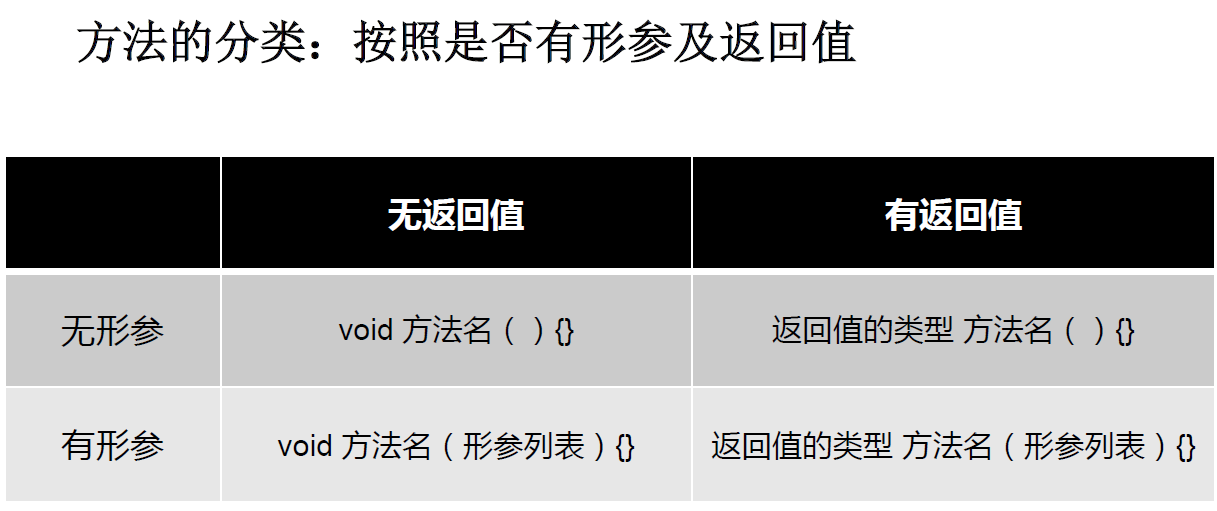 方法的分类：按照是否有形参及返回值
无返回值 有返回值
无形参 void 方法名（ ）{} 返回值的类型 方法名（ ）{}
有形参 void 方法名（形参列表）{} 返回值的类型 方法名（形参列表）{}